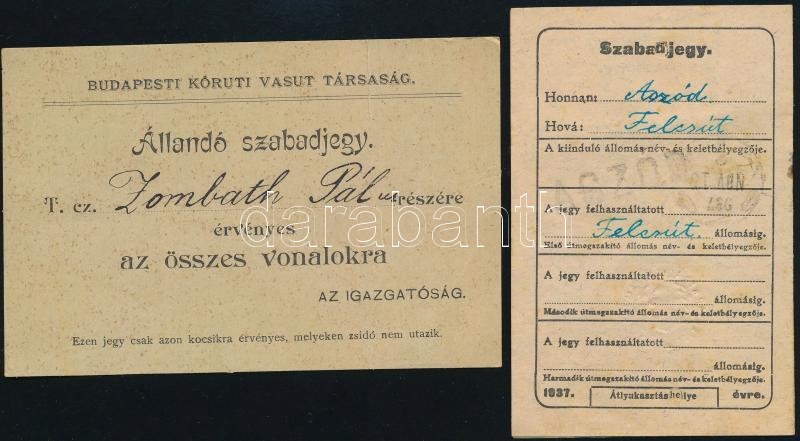 BUDAPESTI KÖRUTI VASUT TÁRSASÁG.
Állandó szabadjegy.
T. cz. Zombath Pál úr részére
érvényes
az összes vonalokra
AZ IGAZGATÓSÁG.
Ezen jegy csak azon kocsikra érvényes, melyeken zsidó nem utazik.
darabanth
Szabadjegy.
Honnan: Aszód
Hová: Felcsút
A kiinduló állomás név- és keletbélyegzője.
ASZÓD
A jegy felhasználtatott
Felcsút állomásig.
Első útmegszakító állomás név- és keletbélyegzője.
A jegy felhasználtatott
állomásig.
Második útmegszakító állomás név- és keletbélyegzője.
A jegy felhasználtatott
állomásig.
Harmadik útmegszakító állomás név- és keletbélyegzője.
1937. Átlyukasztás helye évre.